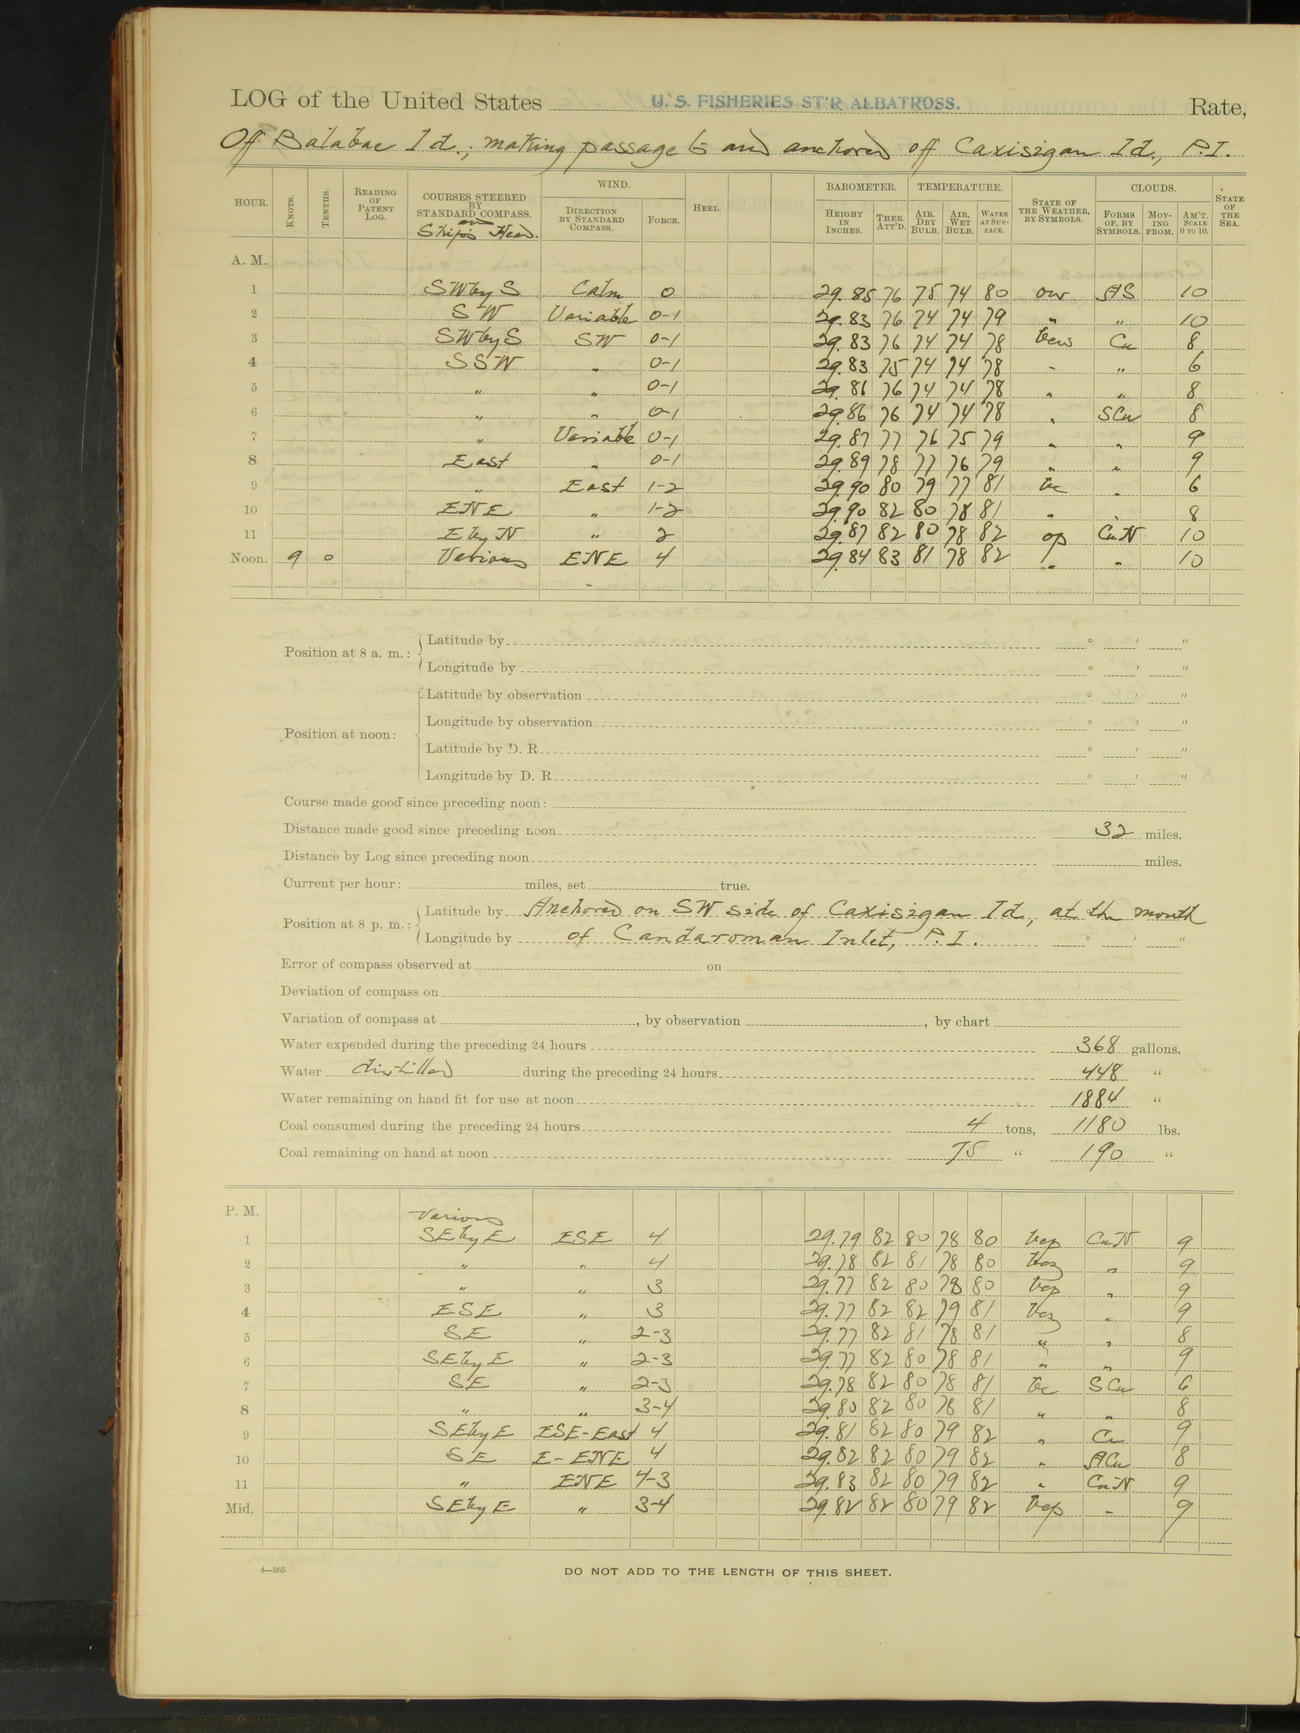 LOG of the United States U. S. FISHERIES ST'R ALBATROSS. Rate,
Off Balabac Id.; making passage to and anchored off Caxisigan Id., P.I.
HOUR. KNOTS. TENTHS. READING OF PATENT LOG. COURSES STEERED BY STANDARD COMPASS. and Ship's Head. WIND. DIRECTION BY STANDARD COMPASS. FORCE. HEEL. BAROMETER. HEIGHT IN INCHES. THER. ATT'D. TEMPERATURE. AIR, DRY BULB. AIR, WET BULB. WATER AT SURFACE. STATE OF THE WEATHER, BY SYMBOLS. CLOUDS. FORMS OF, BY SYMBOLS. MOVING FROM. AM'T. SCALE 0 TO 10. STATE OF THE SEA.
A. M.
1 SWbyS Calm 0 29.85 76 75 74 80 our AS 10
2 SW Variable 0-1 29.83 76 74 74 79 " " 10
3 SWbyS SW 0-1 29.83 76 74 74 78 Cu 8
4 SSW " 0-1 29.83 75 74 74 78 " " 6
5 " " 0-1 29.86 76 74 74 78 " " 8
6 " " 0-1 29.86 76 74 74 78 " SCu 8
7 " Variable 0-1 29.87 77 76 75 79 " " 9
8 East " 0-1 29.89 78 77 76 79 " " 9
9 " East 1-2 29.90 80 79 77 81 bc " 6
10 ENE " 1-2 29.90 82 80 78 81 " " 8
11 EbyN " 2 29.87 82 80 78 82 op CuN 10
Noon. 9 0 Various ENE 4 29.84 83 81 78 82 " " 10
Position at 8 a. m.: Latitude by ° ' "
Longitude by ° ' "
Position at noon: Latitude by observation ° ' "
Longitude by observation ° ' "
Latitude by D. R. ° ' "
Longitude by D. R. ° ' "
Course made good since preceding noon:
Distance made good since preceding noon 32 miles.
Distance by Log since preceding noon miles.
Current per hour: miles, set true.
Position at 8 p. m.: Latitude by Anchored on SW side of Caxisigan Id., at the mouth
Longitude by of Candaroman Inlet, P.I. ° ' "
Error of compass observed at on
Deviation of compass on
Variation of compass at , by observation , by chart
Water expended during the preceding 24 hours 368 gallons.
Water distilled during the preceding 24 hours 448 "
Water remaining on hand fit for use at noon 1884 "
Coal consumed during the preceding 24 hours 4 tons, 1180 lbs.
Coal remaining on hand at noon 75 " 190 "
P. M.
Various
1 SEbyE ESE 4 29.79 82 80 78 80 bcp CuN 9
2 " " 4 29.78 82 81 78 80 bcz " 9
3 " " 3 29.77 82 80 78 80 bcp " 9
4 ESE " 3 29.77 82 82 79 81 bcz " 9
5 SE " 2-3 29.77 82 81 78 81 " " 8
6 SEbyE " 2-3 29.77 82 80 78 81 " " 9
7 SE " 2-3 29.78 82 80 78 81 bc SCu 6
8 " " 3-4 29.80 82 80 78 81 " " 8
9 SEbyE ESE-East 4 29.81 82 80 79 82 " Cu 9
10 SE E-ENE 4 29.82 82 80 79 82 " ACu 8
11 " ENE 4-3 29.83 82 80 79 82 " CuN 9
Mid. SEbyE " 3-4 29.82 82 80 79 82 bcp " 9
4—265
DO NOT ADD TO THE LENGTH OF THIS SHEET.